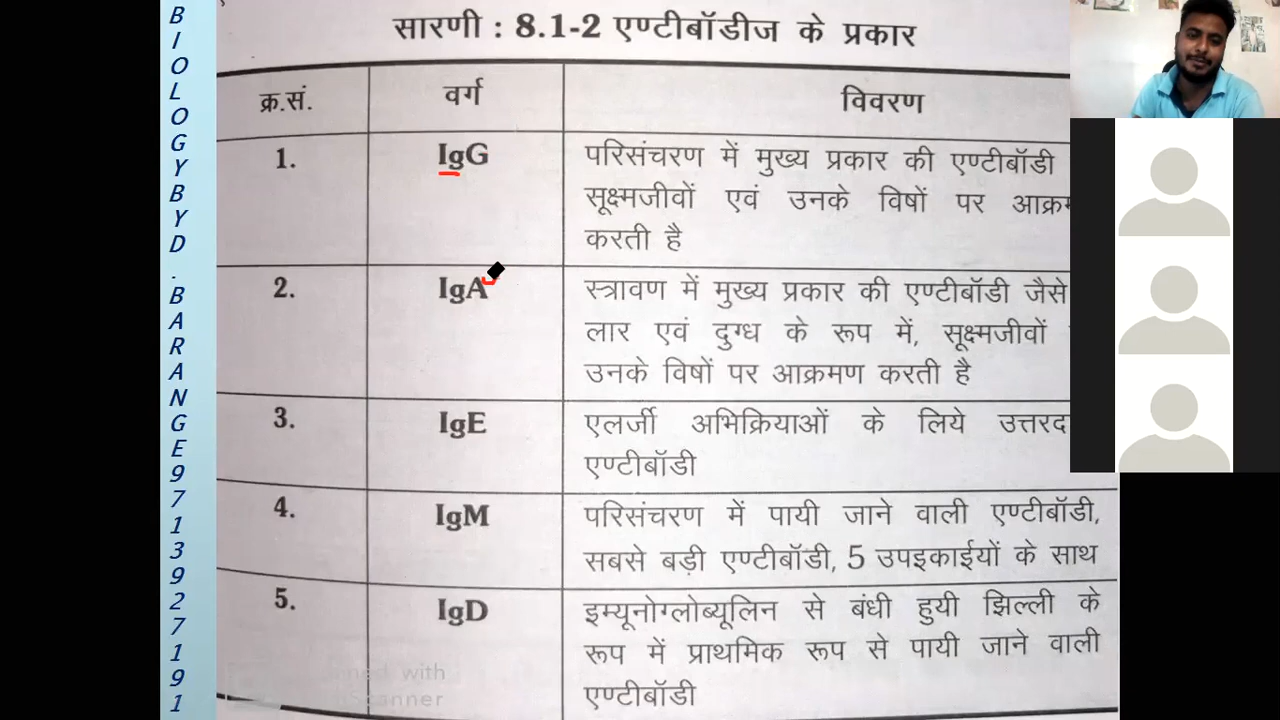 BIOLOGYBYD.BARANGE9713927191
सारणी : 8.1-2 एण्टीबॉडीज के प्रकार
क्र.सं. वर्ग विवरण
1. IgG परिसंचरण में मुख्य प्रकार की एण्टीबॉडी
सूक्ष्मजीवों एवं उनके विषों पर
करती है
2. IgA स्त्रावण में मुख्य प्रकार की एण्टीबॉडी जैसे
लार एवं दुग्ध के रूप में, सूक्ष्मजीवों
उनके विषों पर आक्रमण करती है
3. IgE एलर्जी अभिक्रियाओं के लिये
एण्टीबॉडी
4. IgM परिसंचरण में पायी जाने वाली एण्टीबॉडी,
सबसे बड़ी एण्टीबॉडी, 5 उपइकाईयों के साथ
5. IgD इम्यूनोग्लोब्यूलिन से बंधी हुयी झिल्ली के
रूप में प्राथमिक रूप से पायी जाने वाली
एण्टीबॉडी
with
Scanner